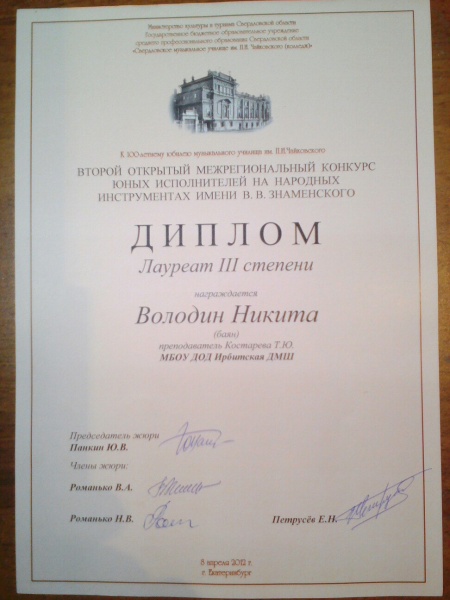 Министерство культуры и туризма Свердловской области
Государственное бюджетное образовательное учреждение
среднего профессионального образования Свердловской области
«Свердловское музыкальное училище им. П.И. Чайковского (колледж)»
К 100-летнему юбилею музыкального училища им. П.И.Чайковского
ВТОРОЙ ОТКРЫТЫЙ МЕЖРЕГИОНАЛЬНЫЙ КОНКУРС
ЮНЫХ ИСПОЛНИТЕЛЕЙ НА НАРОДНЫХ
ИНСТРУМЕНТАХ ИМЕНИ В. В. ЗНАМЕНСКОГО
ДИПЛОМ
Лауреат III степени
награждается
Володин Никита
(баян)
преподаватель Костарева Т.Ю.
МБОУ ДОД Ирбитская ДМШ
Председатель жюри
Папкин Ю.В.
Члены жюри:
Романько В.А.
Романько Н.В. Петрусёв Е.Н.
8 апреля 2012 г.
г. Екатеринбург